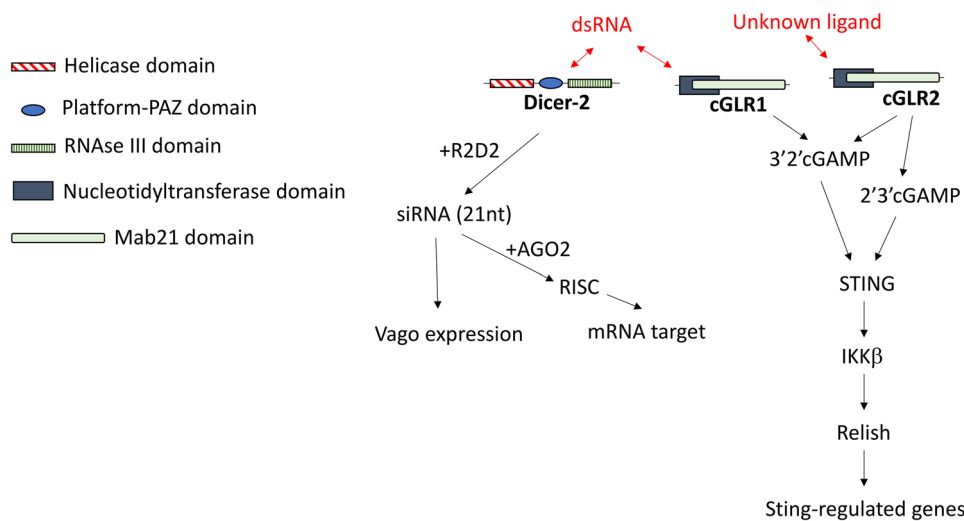 Helicase domain
Platform-PAZ domain
RNAse III domain
Nucleotidyltransferase domain
Mab21 domain
dsRNA
Unknown ligand
Dicer-2
cGLR1
cGLR2
+R2D2
3’2’cGAMP
2’3’cGAMP
siRNA (21nt)
+AGO2
RISC
STING
Vago expression
mRNA target
IKKβ
Relish
Sting-regulated genes